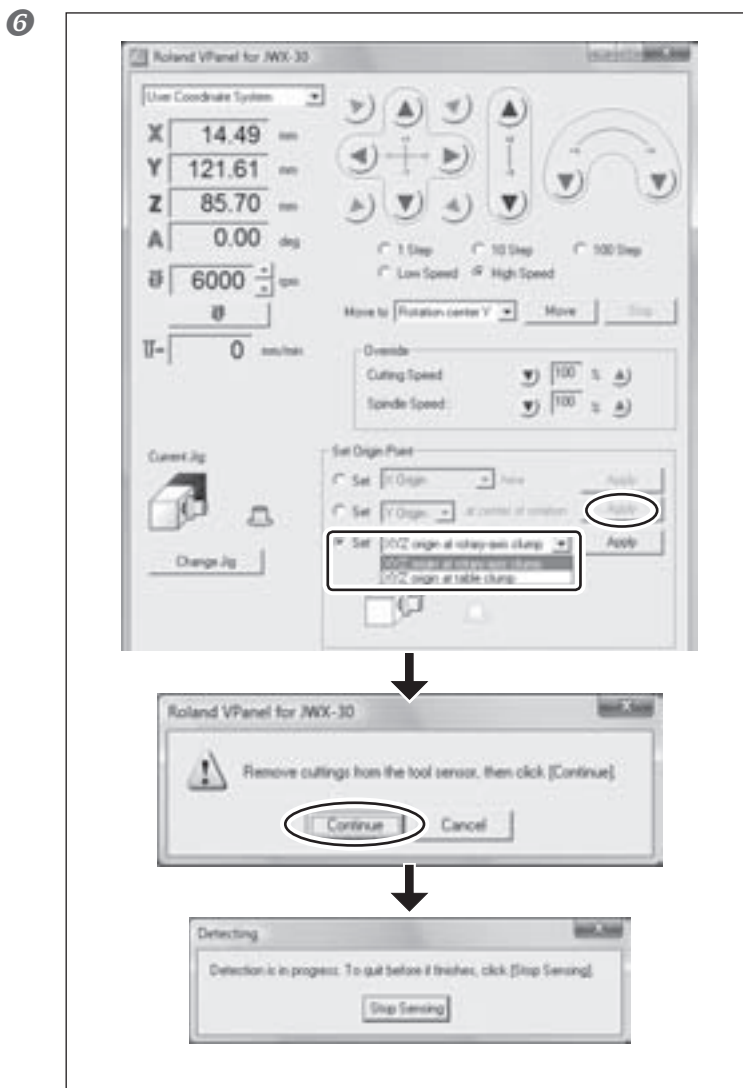 6
Roland VPanel for JWX-30
User Coordinate System
X 14.49 mm
Y 121.61 mm
Z 85.70 mm
A 0.00 deg
6000 rpm
0 mm/min
1 Step 10 Step 100 Step
Low Speed High Speed
Move to Rotation center Y Move Stop
Override
Cutting Speed : 100 %
Spindle Speed : 100 %
Current Jig
Change Jig
Set Origin Point
Set X Origin here Apply
Set Y Origin at center of rotation Apply
Set XYZ origin at rotary-axis clump Apply
XYZ origin at rotary-axis clump
XYZ origin at table clump
Roland VPanel for JWX-30
Remove cuttings from the tool sensor, then click [Continue].
Continue Cancel
Detecting
Detection is in progress. To quit before it finishes, click [Stop Sensing].
Stop Sensing